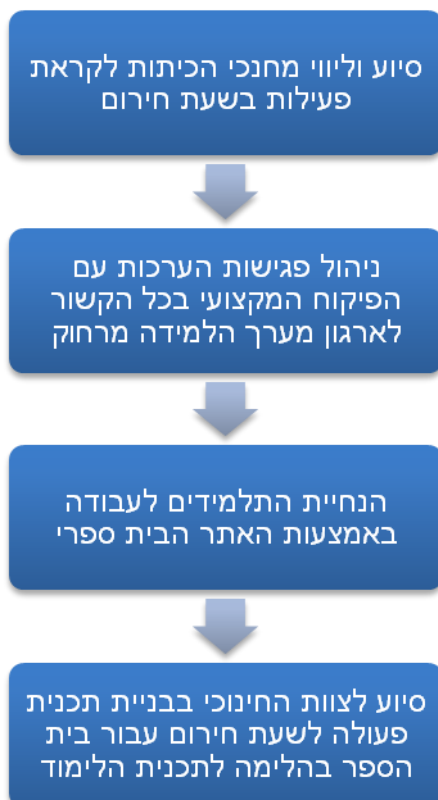 סיוע וליווי מחנכי הכיתות לקראת
פעילות בשעת חירום
ניהול פגישות הערכות עם
הפיקוח המקצועי בכל הקשור
לארגון מערך הלמידה מרחוק
הנחיית התלמידים לעבודה
באמצעות האתר הבית ספרי
סיוע לצוות החינוכי בבניית תכנית
פעולה לשעת חירום עבור בית
הספר בהלימה לתכנית הלימוד